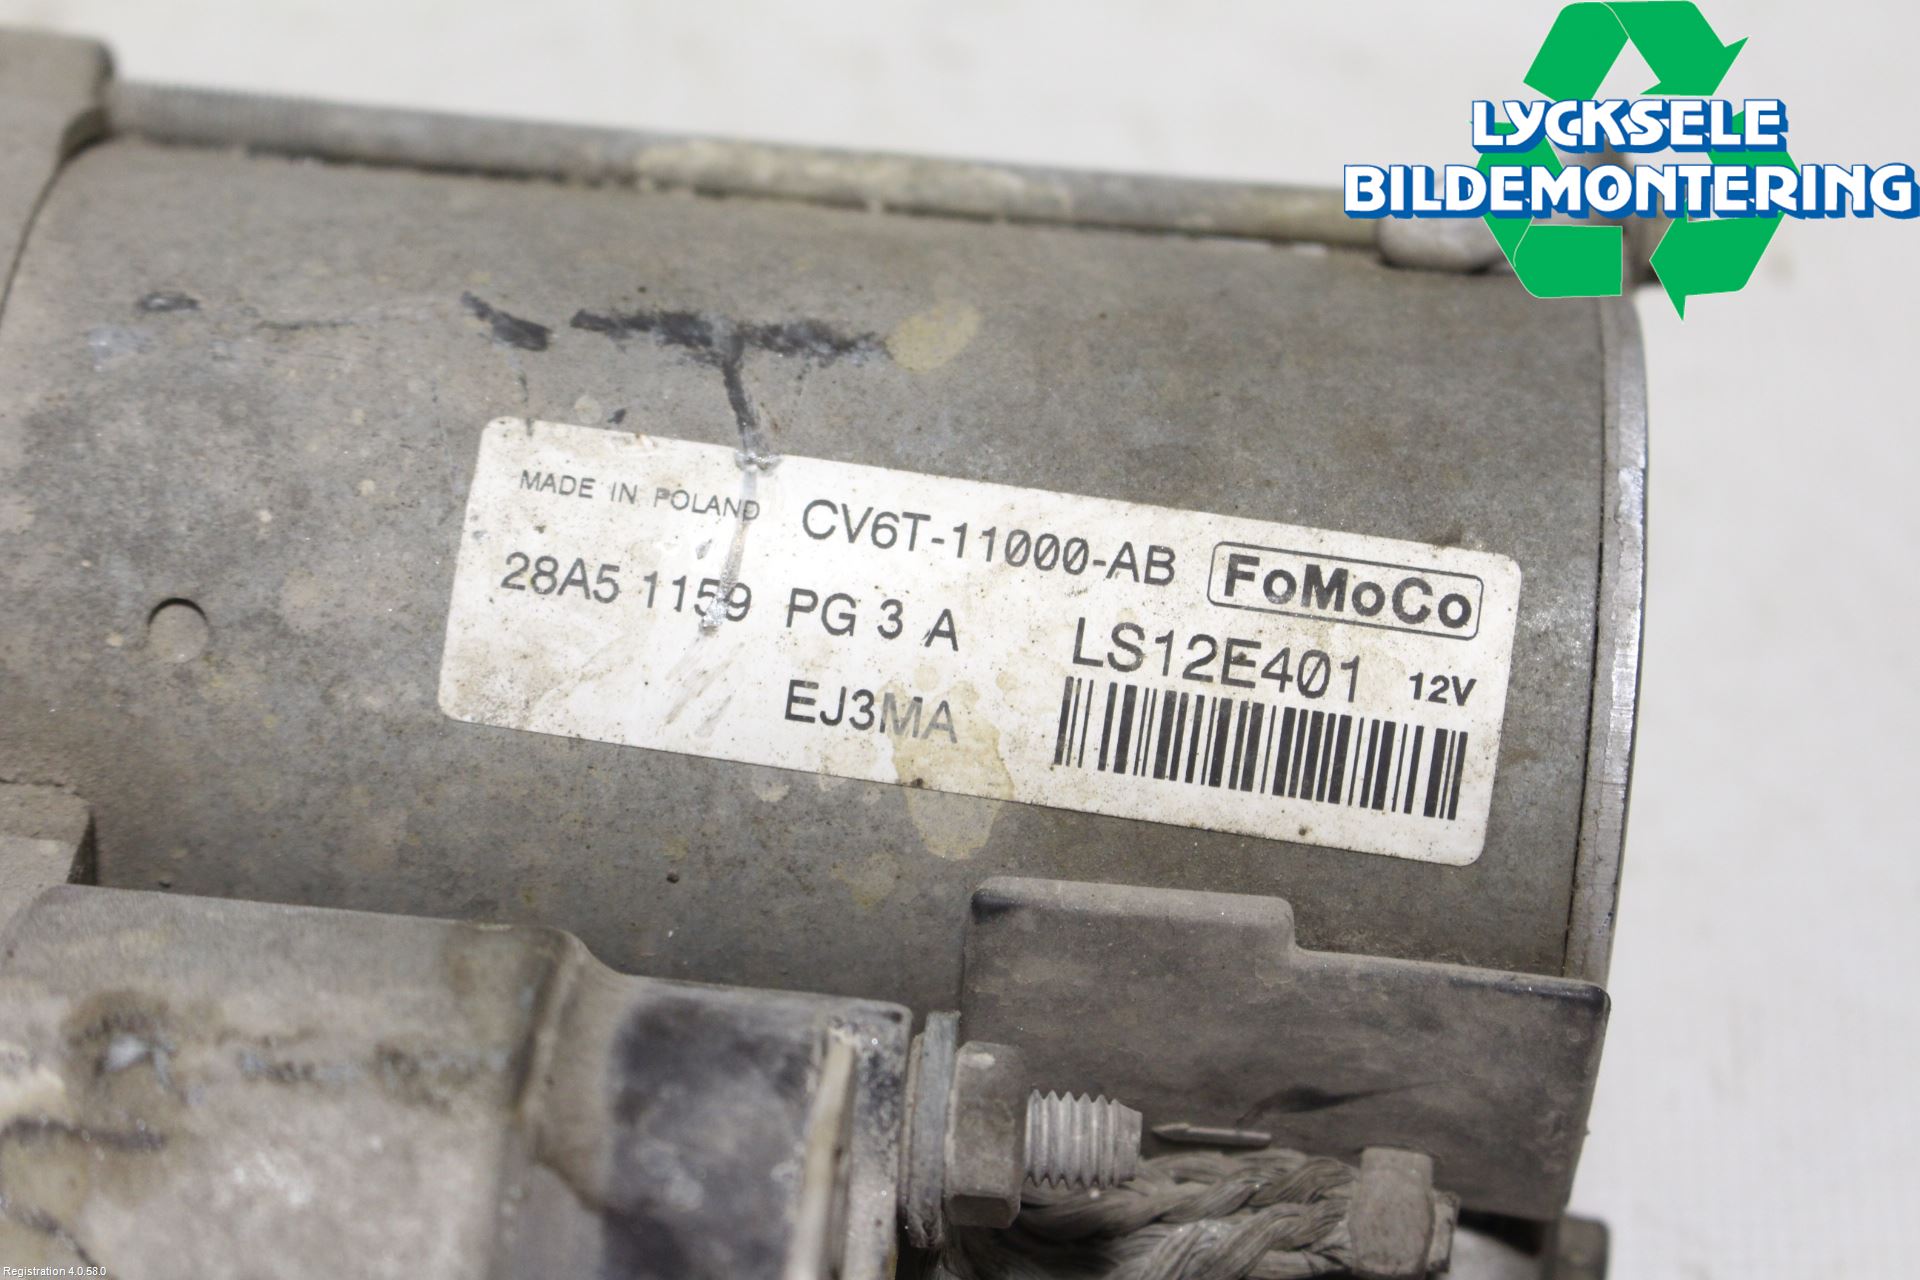 LYCKSELE
BILDEMONTERING
MADE IN POLAND CV6T-11000-AB FoMoCo
28A5 1159 PG 3 A LS12E401 12V
EJ3MA
Registration 4.0.58.0